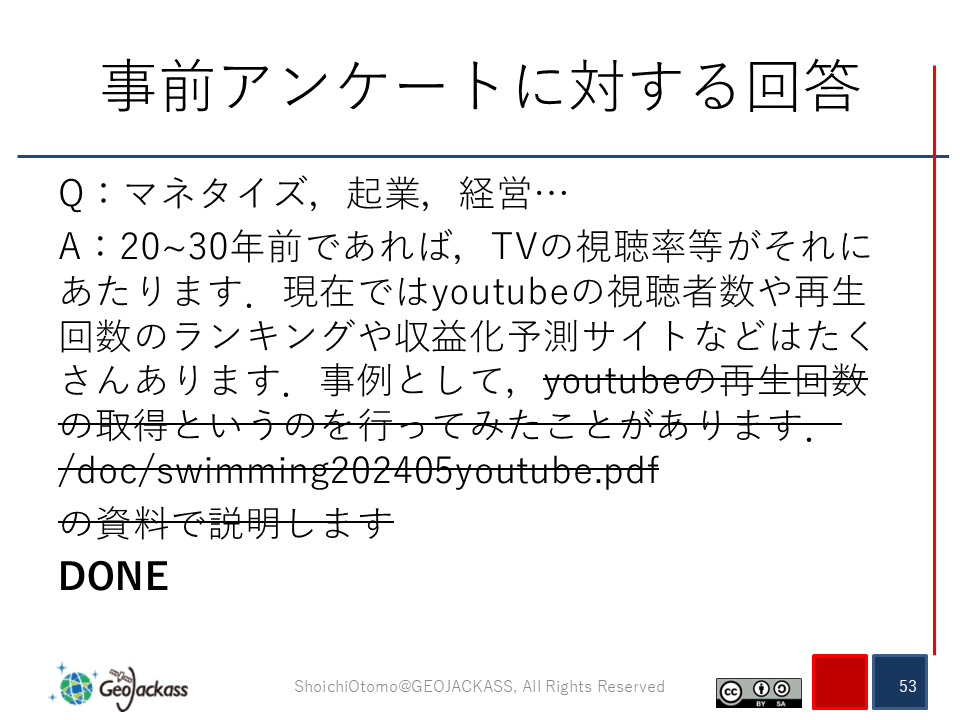 事前アンケートに対する回答
Q：マネタイズ，起業，経営…
A：20~30年前であれば，TVの視聴率等がそれに
あたります．現在ではyoutubeの視聴者数や再生
回数のランキングや収益化予測サイトなどはたく
さんあります．事例として，youtubeの再生回数
の取得というのを行ってみたことがあります．
/doc/swimming202405youtube.pdf
の資料で説明します
DONE
GeoJackass
ShoichiOtomo@GEOJACKASS, All Rights Reserved
cc BY SA
53